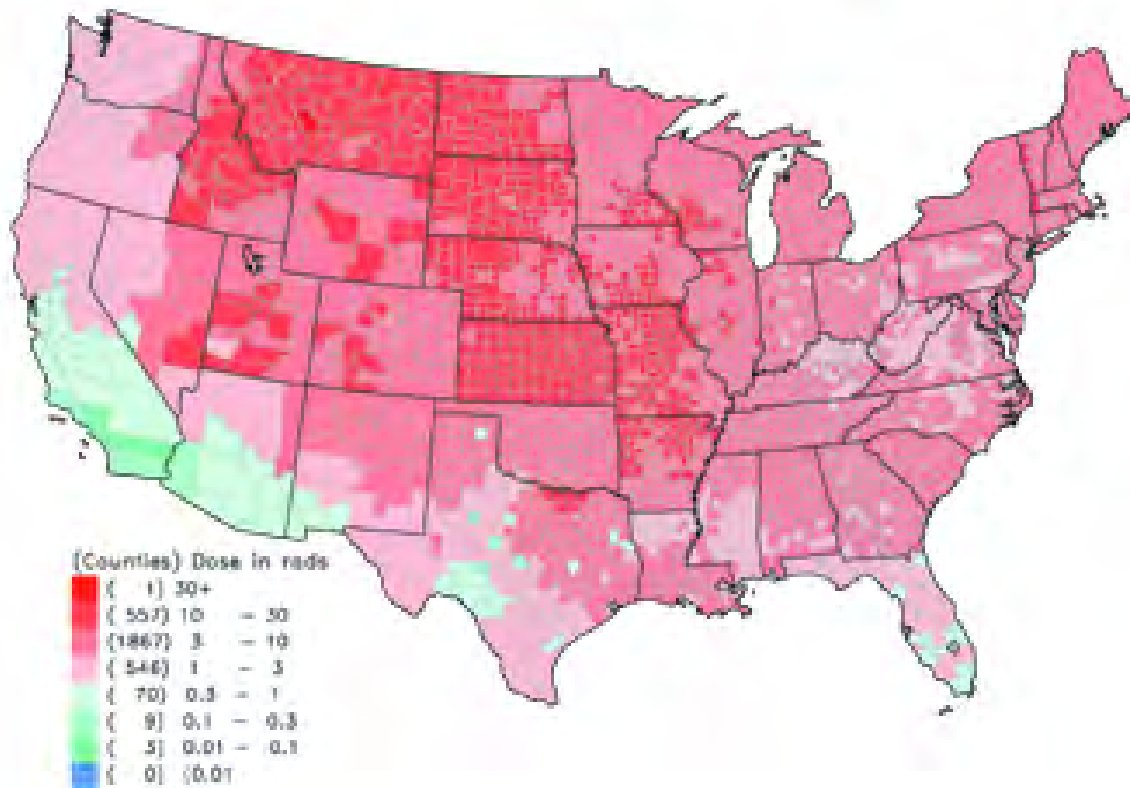 (Counties) Dose in rads
( 1) 30+
( 557) 10 - 30
(1867) 3 - 10
( 546) 1 - 3
( 70) 0.3 - 1
( 9) 0.1 - 0.3
( 3) 0.01 - 0.1
( 0) <0.01